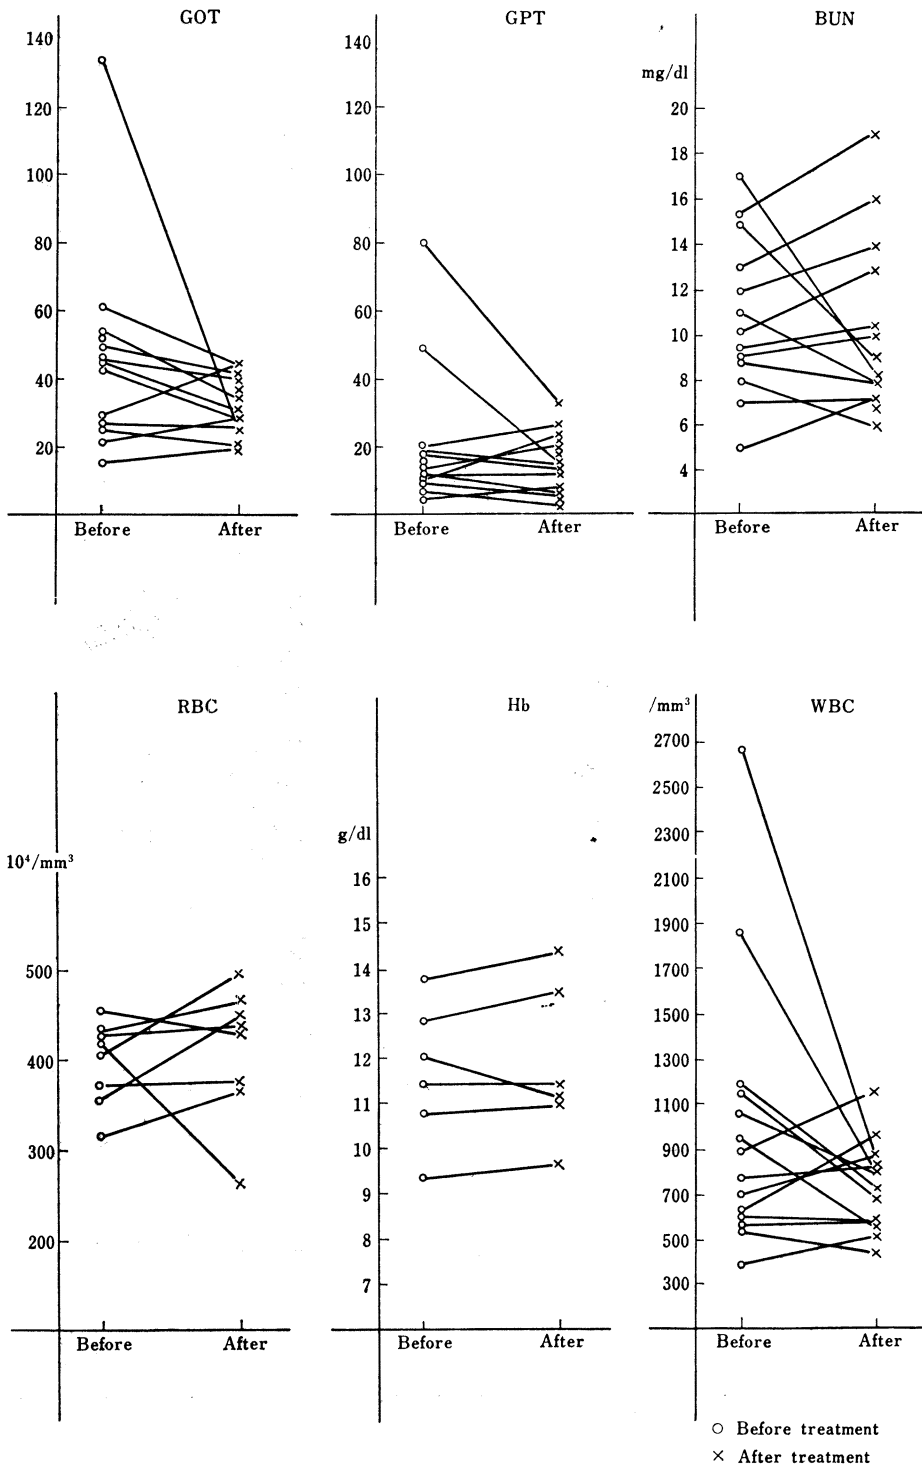 GOT
140
120
100
80
60
40
20
Before After
GPT
140
120
100
80
60
40
20
Before After
BUN
mg/dl
20
18
16
14
12
10
8
6
4
Before After
RBC
10⁴/mm³
500
400
300
200
Before After
Hb
g/dl
16
15
14
13
12
11
10
9
8
7
Before After
WBC
/mm³
2700
2500
2300
2100
1900
1700
1500
1300
1100
900
700
500
300
Before After
○ Before treatment
× After treatment